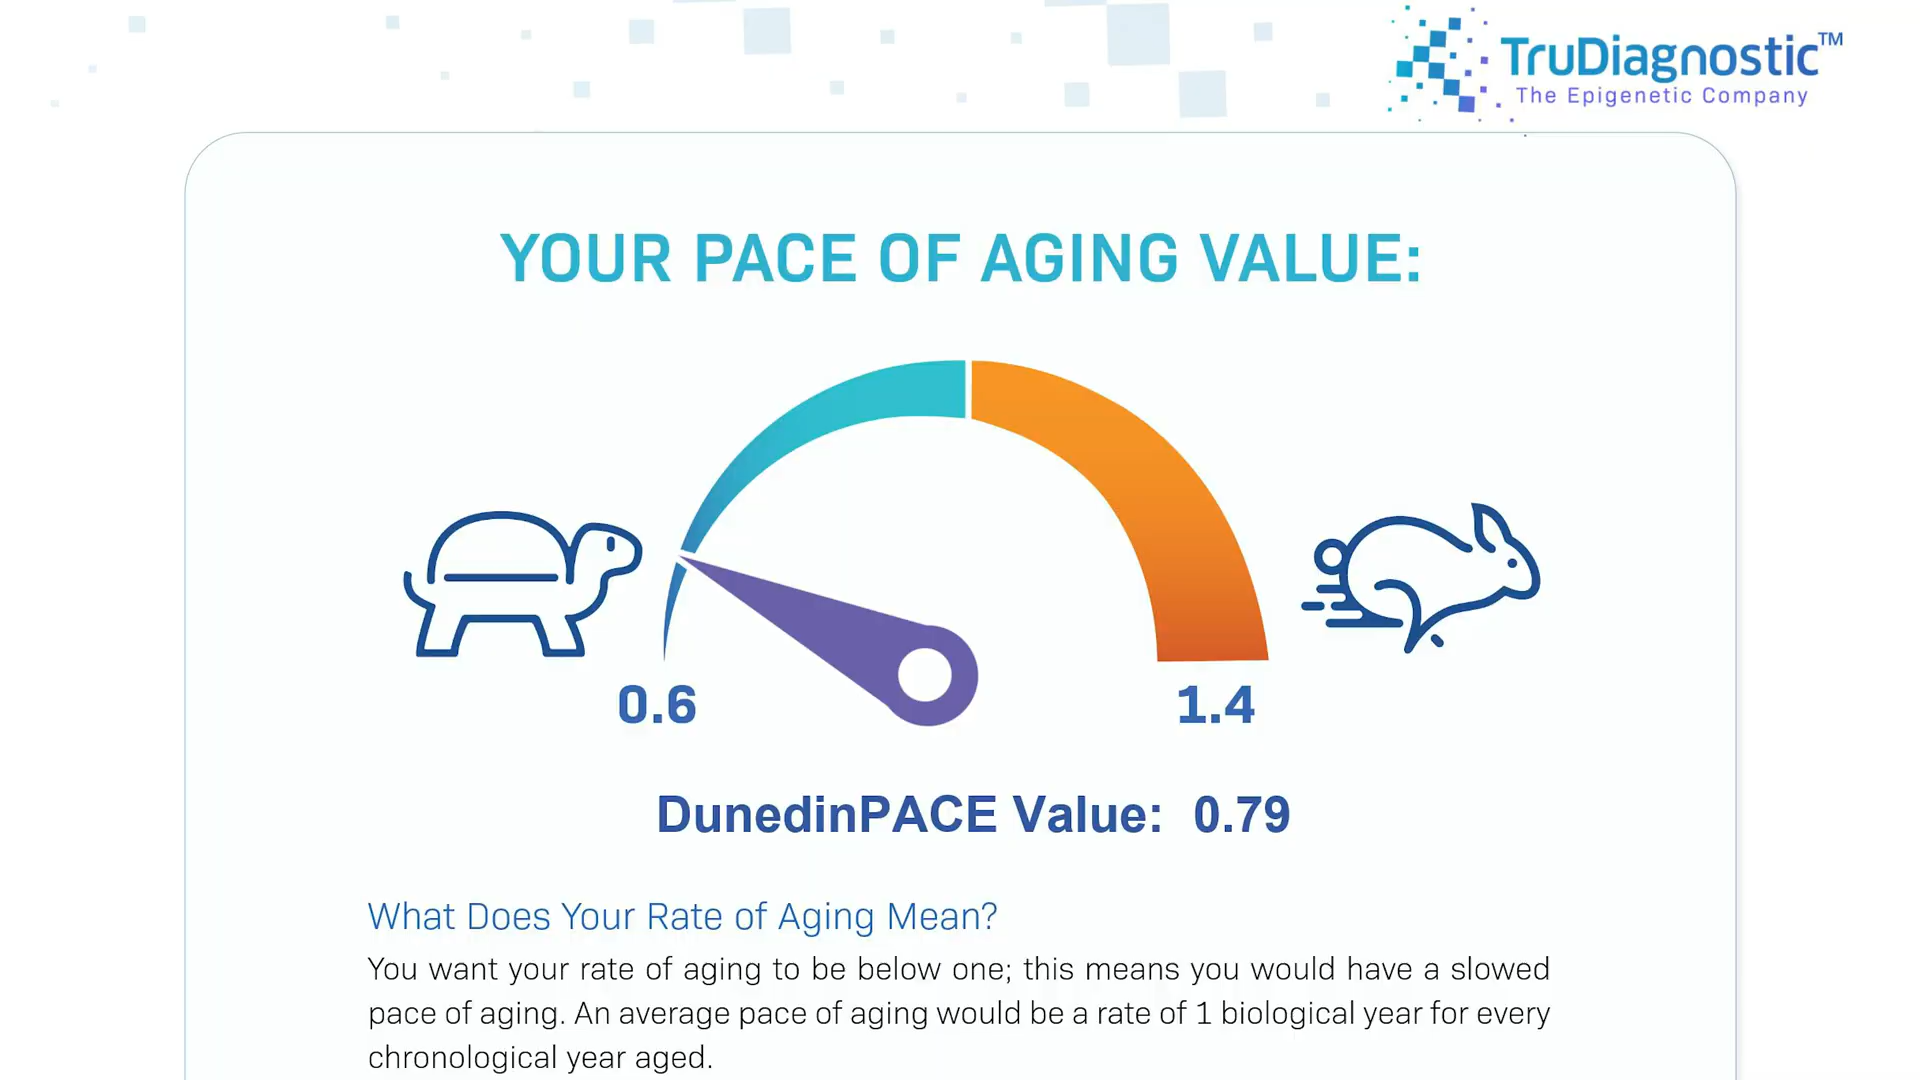 TruDiagnostic™
The Epigenetic Company
YOUR PACE OF AGING VALUE:
0.6
1.4
DunedinPACE Value: 0.79
What Does Your Rate of Aging Mean?
You want your rate of aging to be below one; this means you would have a slowed
pace of aging. An average pace of aging would be a rate of 1 biological year for every
chronological year aged.